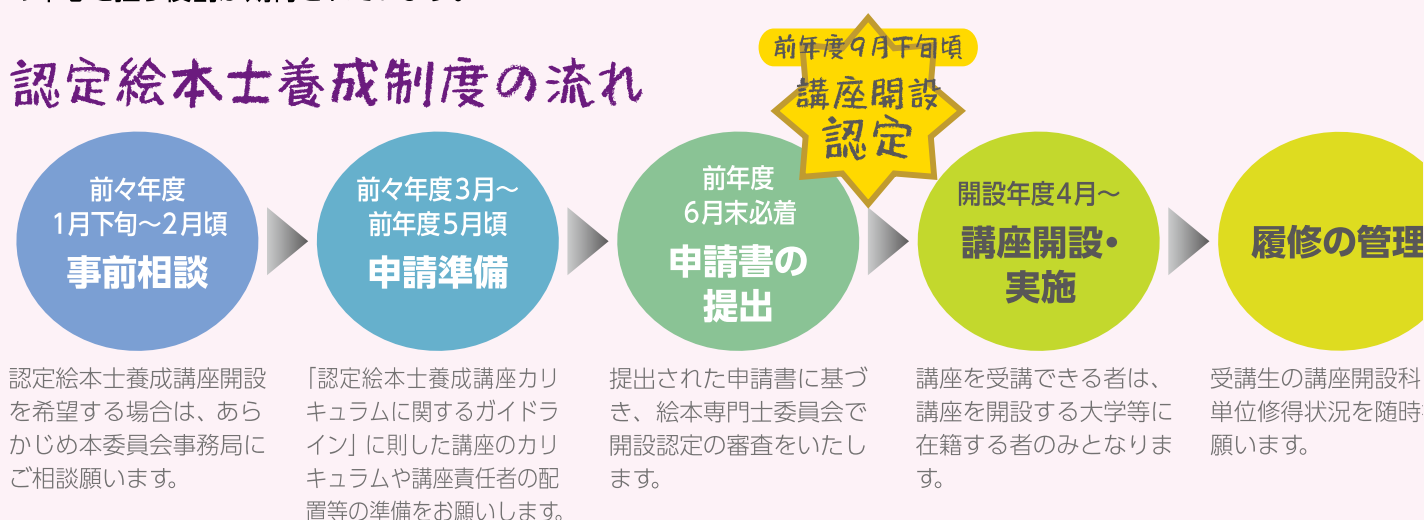 認定絵本士養成制度の流れ
前年度9月下旬頃
講座開設
認定
前々年度
1月下旬〜2月頃
事前相談
認定絵本士養成講座開設
を希望する場合は、あら
かじめ本委員会事務局に
ご相談願います。
前々年度3月〜
前年度5月頃
申請準備
「認定絵本士養成講座カリ
キュラムに関するガイドラ
イン」に則した講座のカリ
キュラムや講座責任者の配
置等の準備をお願いします。
前年度
6月末必着
申請書の
提出
提出された申請書に基づ
き、絵本専門士委員会で
開設認定の審査をいたし
ます。
開設年度4月〜
講座開設・
実施
講座を受講できる者は、
講座を開設する大学等に
在籍する者のみとなりま
す。
履修の管理
受講生の講座開設科
単位修得状況を随時
願います。